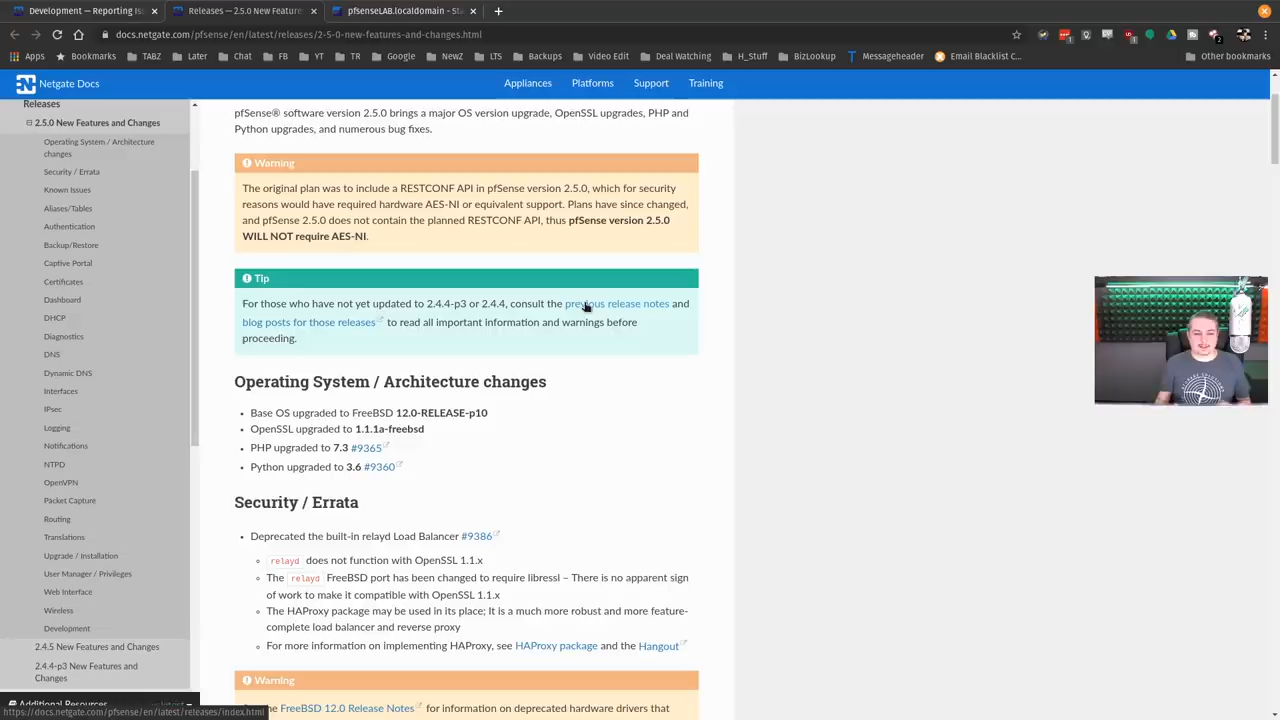 Development — Reporting Is
Releases — 2.5.0 New Feature
pfsenseLAB.localdomain - Sta
docs.netgate.com/pfsense/en/latest/releases/2-5-0-new-features-and-changes.html
Apps
Bookmarks
TABZ
Later
Chat
FB
YT
TR
Google
NewZ
LTS
Backups
Video Edit
Deal Watching
H_Stuff
BizLookup
Messageheader
Email Blacklist C...
Other bookmarks
Netgate Docs
Appliances
Platforms
Support
Training
Releases
2.5.0 New Features and Changes
Operating System / Architecture
changes
Security / Errata
Known Issues
Aliases/Tables
Authentication
Backup/Restore
Captive Portal
Certificates
Dashboard
DHCP
Diagnostics
DNS
Dynamic DNS
Interfaces
IPsec
Logging
Notifications
NTPD
OpenVPN
Packet Capture
Routing
Translations
Upgrade / Installation
User Manager / Privileges
Web Interface
Wireless
Development
2.4.5 New Features and Changes
2.4.4-p3 New Features and
Changes
Additional Resources
https://docs.netgate.com/pfsense/en/latest/releases/index.html
pfSense® software version 2.5.0 brings a major OS version upgrade, OpenSSL upgrades, PHP and
Python upgrades, and numerous bug fixes.
Warning
The original plan was to include a RESTCONF API in pfSense version 2.5.0, which for security
reasons would have required hardware AES-NI or equivalent support. Plans have since changed,
and pfSense 2.5.0 does not contain the planned RESTCONF API, thus pfSense version 2.5.0
WILL NOT require AES-NI.
Tip
For those who have not yet updated to 2.4.4-p3 or 2.4.4, consult the previous release notes and
blog posts for those releases to read all important information and warnings before
proceeding.
Operating System / Architecture changes
• Base OS upgraded to FreeBSD 12.0-RELEASE-p10
• OpenSSL upgraded to 1.1.1a-freebsd
• PHP upgraded to 7.3 #9365
• Python upgraded to 3.6 #9360
Security / Errata
• Deprecated the built-in relayd Load Balancer #9386
◦ relayd does not function with OpenSSL 1.1.x
◦ The relayd FreeBSD port has been changed to require libressl – There is no apparent sign
of work to make it compatible with OpenSSL 1.1.x
◦ The HAProxy package may be used in its place; It is a much more robust and more feature-
complete load balancer and reverse proxy
◦ For more information on implementing HAProxy, see HAProxy package and the Hangout
Warning
FreeBSD 12.0 Release Notes for information on deprecated hardware drivers that